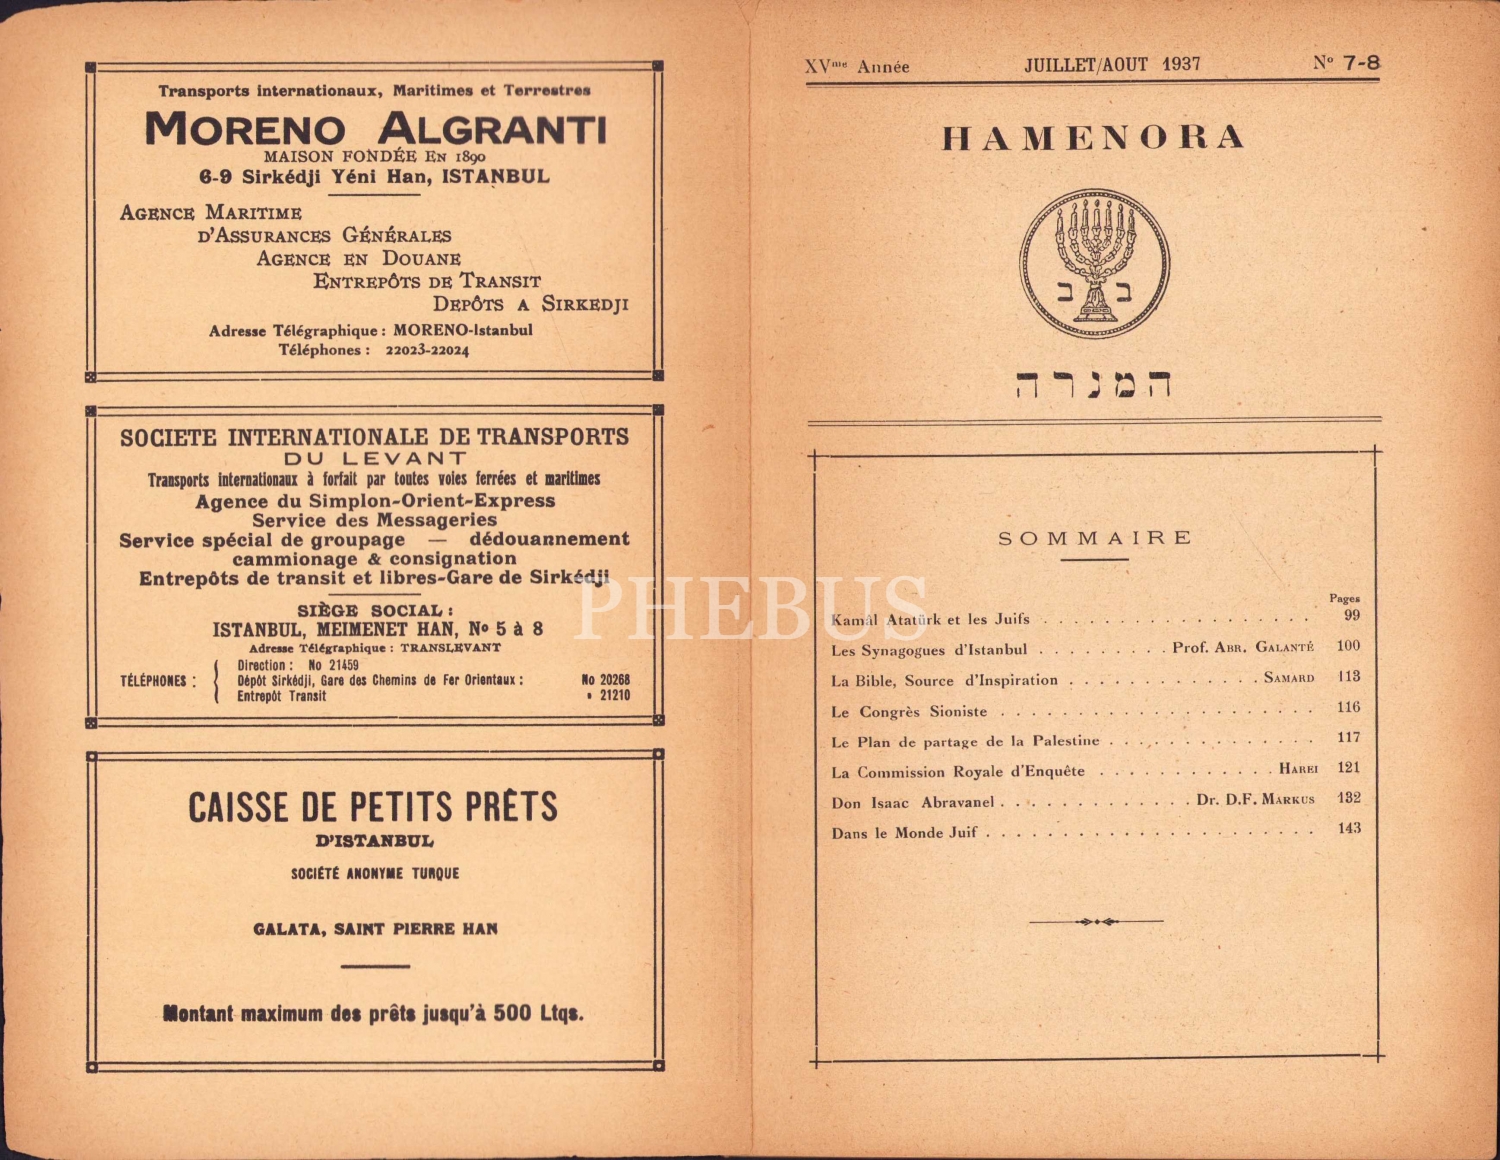 Transports internationaux, Maritimes et Terrestres
MORENO ALGRANTI
MAISON FONDÉE EN 1890
6-9 Sirkédji Yéni Han, ISTANBUL
AGENCE MARITIME
D'ASSURANCES GÉNÉRALES
AGENCE EN DOUANE
ENTREPÔTS DE TRANSIT
DEPÔTS A SIRKEDJI
Adresse Télégraphique : MORENO-Istanbul
Téléphones : 22023-22024
SOCIETE INTERNATIONALE DE TRANSPORTS
DU LEVANT
Transports internationaux à forfait par toutes voies ferrées et maritimes
Agence du Simplon-Orient-Express
Service des Messageries
Service spécial de groupage — dédouannement
cammionage & consignation
Entrepôts de transit et libres-Gare de Sirkédji
SIÈGE SOCIAL :
ISTANBUL, MEIMENET HAN, No 5 à 8
Adresse Télégraphique : TRANSLEVANT
TÉLÉPHONES :
Direction : No 21459
Dépôt Sirkédji, Gare des Chemins de Fer Orientaux : No 20268
Entrepôt Transit " 21210
CAISSE DE PETITS PRÊTS
D'ISTANBUL
SOCIÉTÉ ANONYME TURQUE
GALATA, SAINT PIERRE HAN
Montant maximum des prêts jusqu'à 500 Ltqs.
XVme Année JUILLET/AOUT 1937 No 7-8
HAMENORA
ב ב
המנרה
SOMMAIRE
Pages
Kamâl Atatürk et les Juifs . . . . . . . . . . . . . . . . . . 99
Les Synagogues d'Istanbul . . . . . . . . . Prof. ABR. GALANTÉ 100
La Bible, Source d'Inspiration . . . . . . . . . . . . . SAMARD 113
Le Congrès Sioniste . . . . . . . . . . . . . . . . . . . . . 116
Le Plan de partage de la Palestine . . . . . . . . . . . . . . 117
La Commission Royale d'Enquête . . . . . . . . . . . . HAREI 121
Don Isaac Abravanel . . . . . . . . . . . . Dr. D.F. MARKUS 132
Dans le Monde Juif . . . . . . . . . . . . . . . . . . . . . . 143
PHEBUS